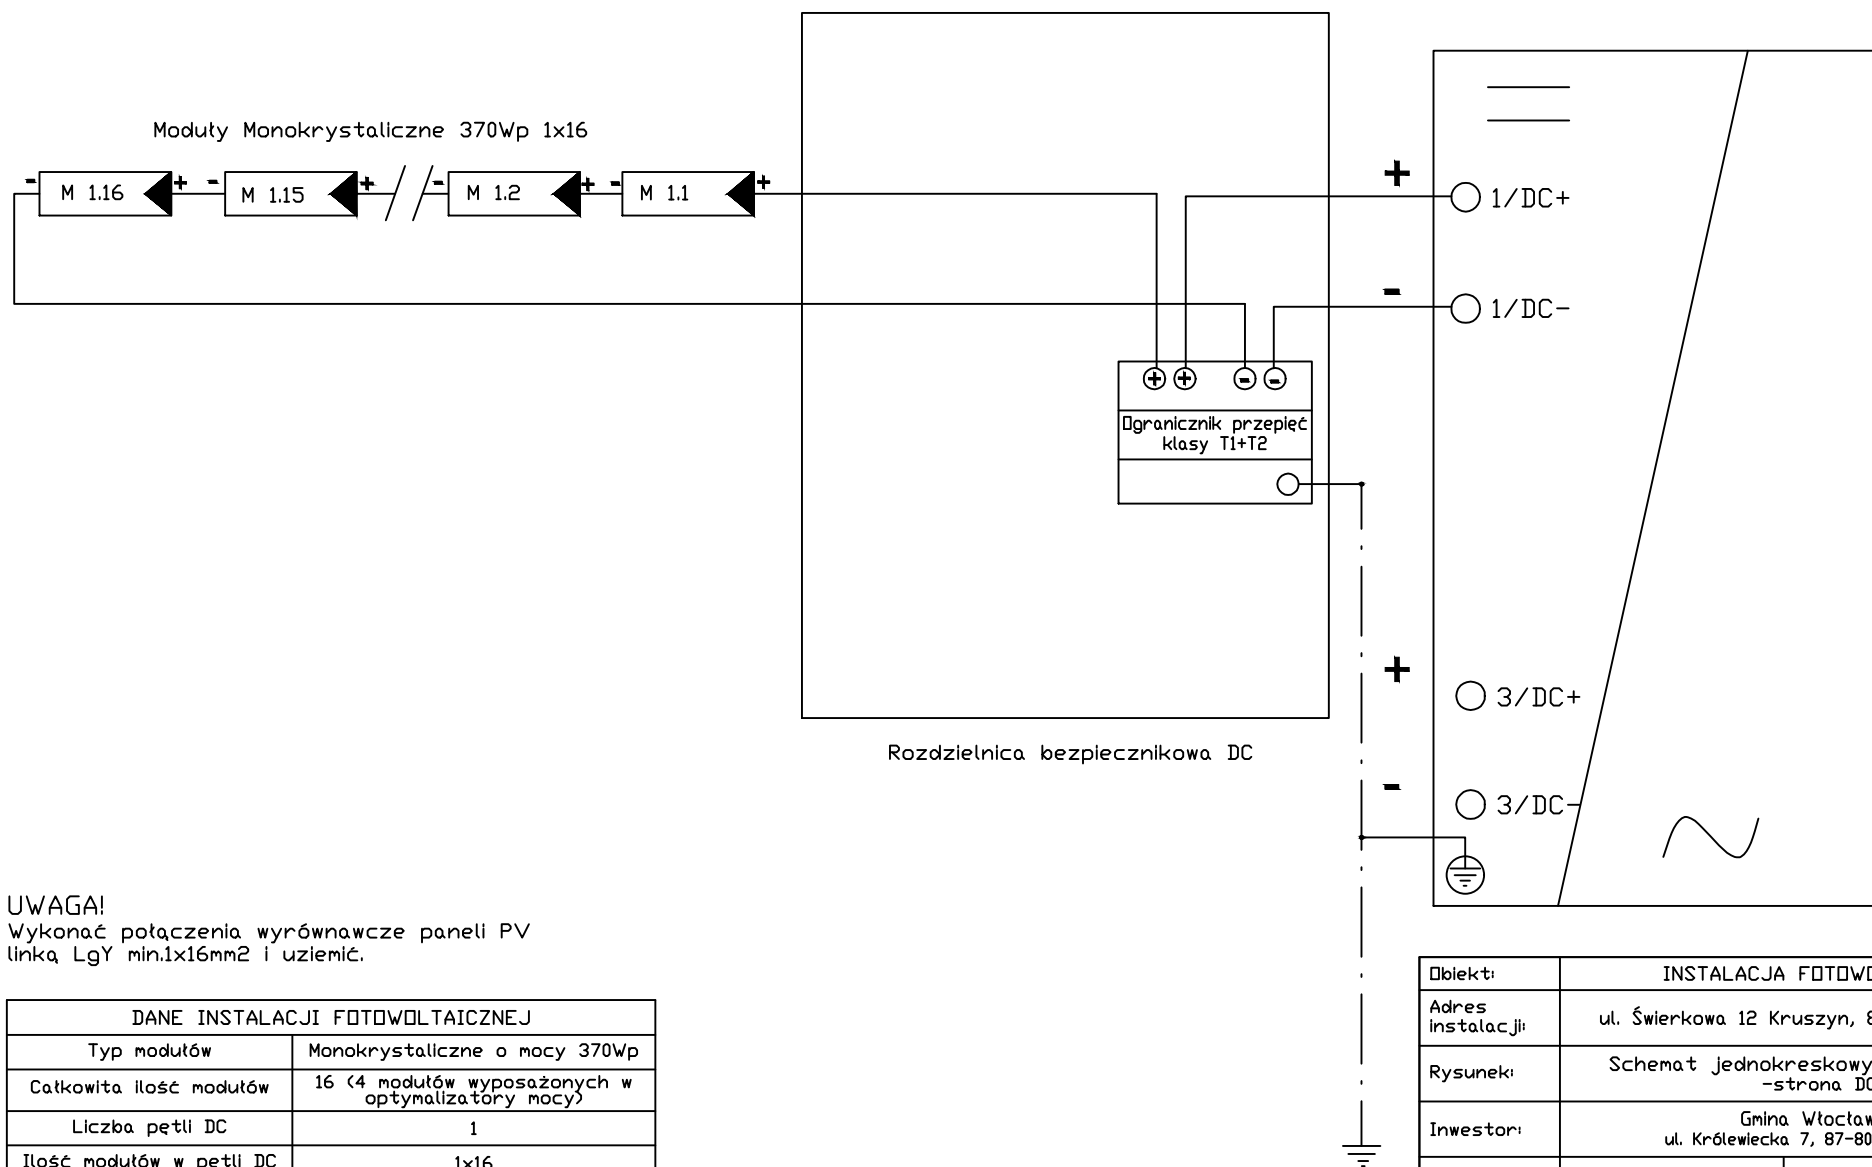 Moduły Monokrystaliczne 370Wp 1x16
- M 1.16 + - M 1.15 + - M 1.2 + - M 1.1 +
+
1/DC+
-
1/DC-
+ + - -
Ogranicznik przepięć
klasy T1+T2
+
3/DC+
-
3/DC-
Rozdzielnica bezpiecznikowa DC
UWAGA!
Wykonać połączenia wyrównawcze paneli PV
linką LgY min.1x16mm2 i uziemić.
DANE INSTALACJI FOTOWOLTAICZNEJ
Typ modułów Monokrystaliczne o mocy 370Wp
Całkowita ilość modułów 16 (4 modułów wyposażonych w
optymalizatory mocy)
Liczba pętli DC 1
Ilość modułów w pętli DC 1x16
Obiekt: INSTALACJA FOTOWO
Adres
instalacji: ul. Świerkowa 12 Kruszyn, 8
Rysunek: Schemat jednokreskowy
-strona DC
Inwestor: Gmina Włocław
ul. Królewiecka 7, 87-80